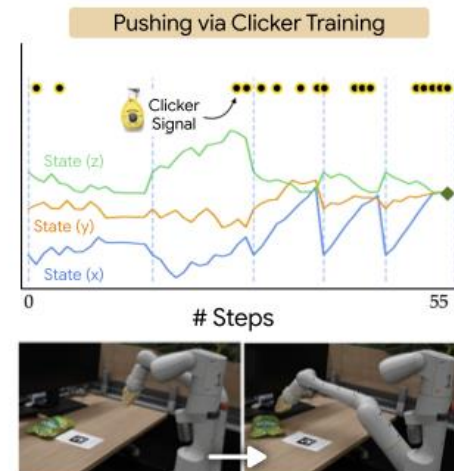 Pushing via Clicker Training
Clicker
Signal
State (z)
State (y)
State (x)
0
55
# Steps